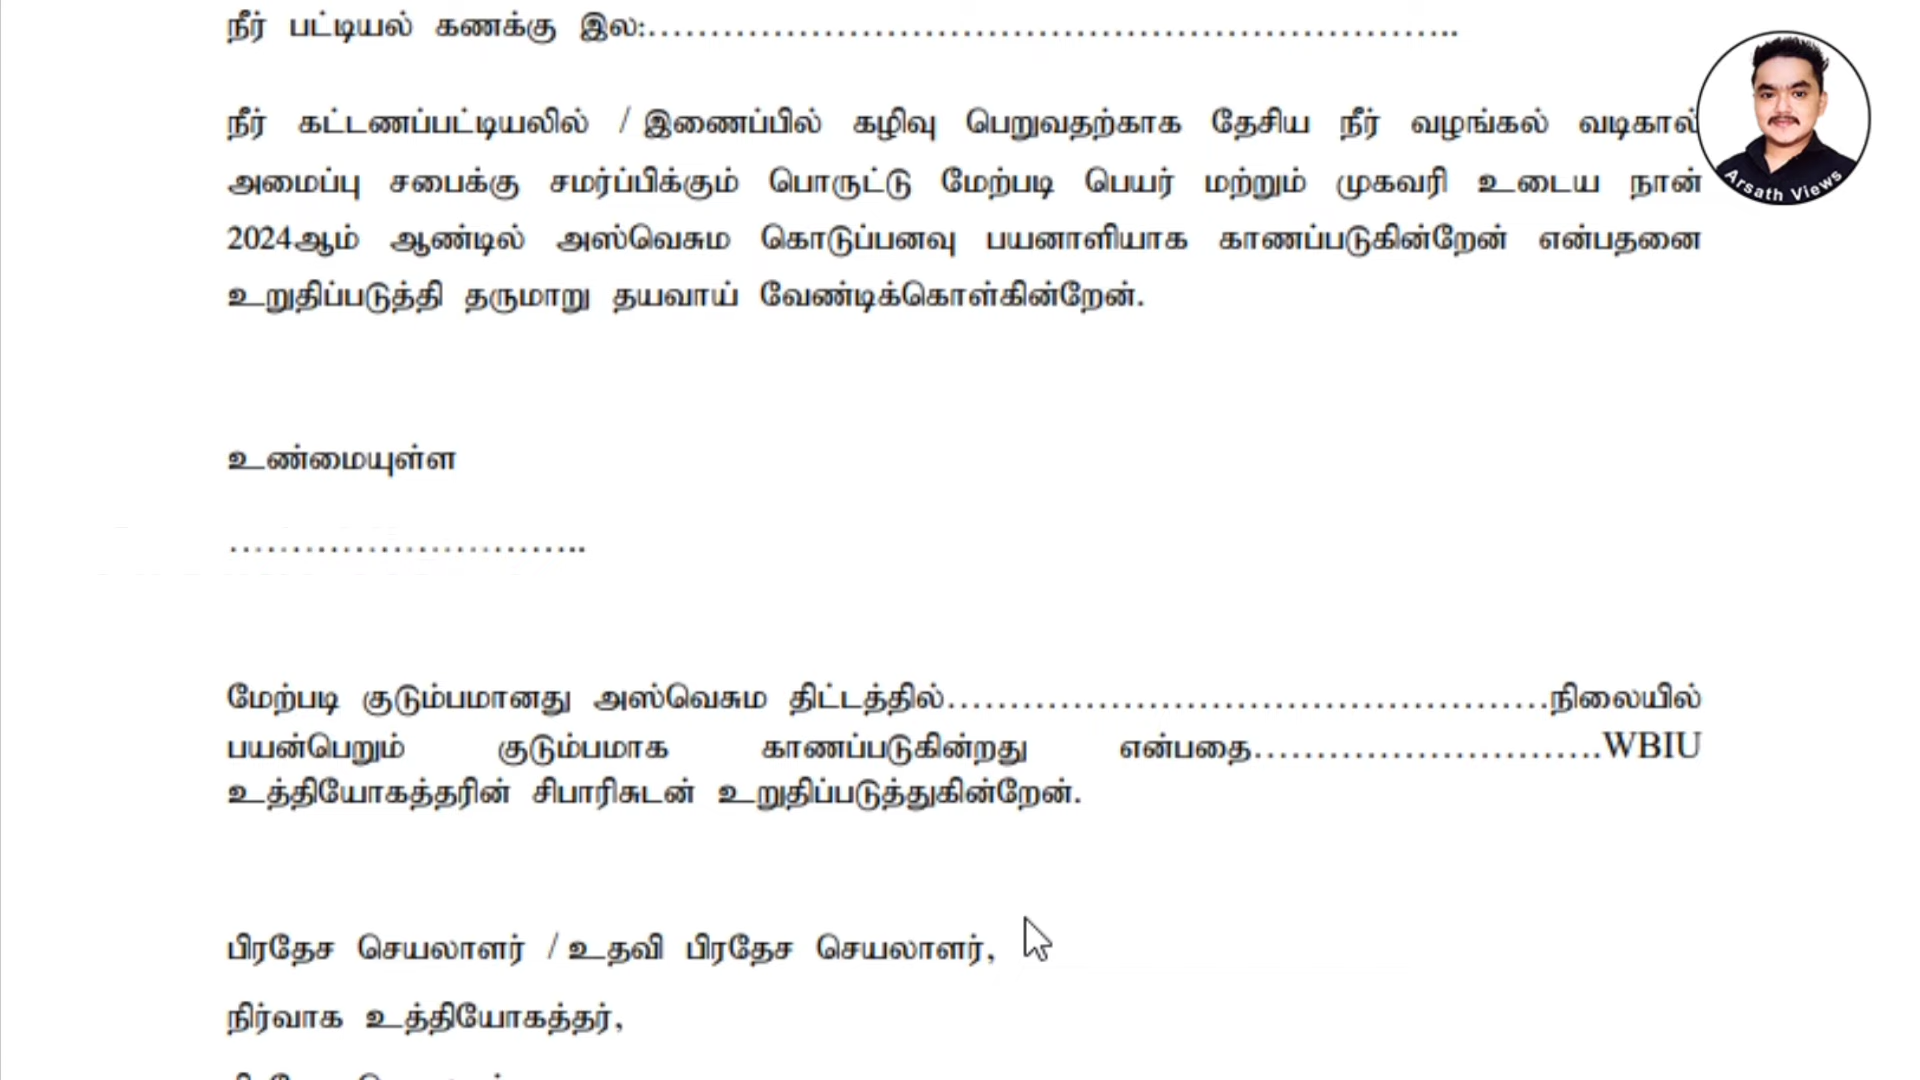 நீர் பட்டியல் கணக்கு இல:……………………………………………………………………..
நீர் கட்டணப்பட்டியலில் / இணைப்பில் கழிவு பெறுவதற்காக தேசிய நீர் வழங்கல் வடிகால்
அமைப்பு சபைக்கு சமர்ப்பிக்கும் பொருட்டு மேற்படி பெயர் மற்றும் முகவரி உடைய நான்
2024ஆம் ஆண்டில் அஸ்வெசும கொடுப்பனவு பயனாளியாக காணப்படுகின்றேன் என்பதனை
உறுதிப்படுத்தி தருமாறு தயவாய் வேண்டிக்கொள்கின்றேன்.
Arsath Views
உண்மையுள்ள
……………………………..
மேற்படி குடும்பமானது அஸ்வெசும திட்டத்தில்……………………………………………………நிலையில்
பயன்பெறும் குடும்பமாக காணப்படுகின்றது என்பதை…………………………….WBIU
உத்தியோகத்தரின் சிபாரிசுடன் உறுதிப்படுத்துகின்றேன்.
பிரதேச செயலாளர் / உதவி பிரதேச செயலாளர்,
நிர்வாக உத்தியோகத்தர்,